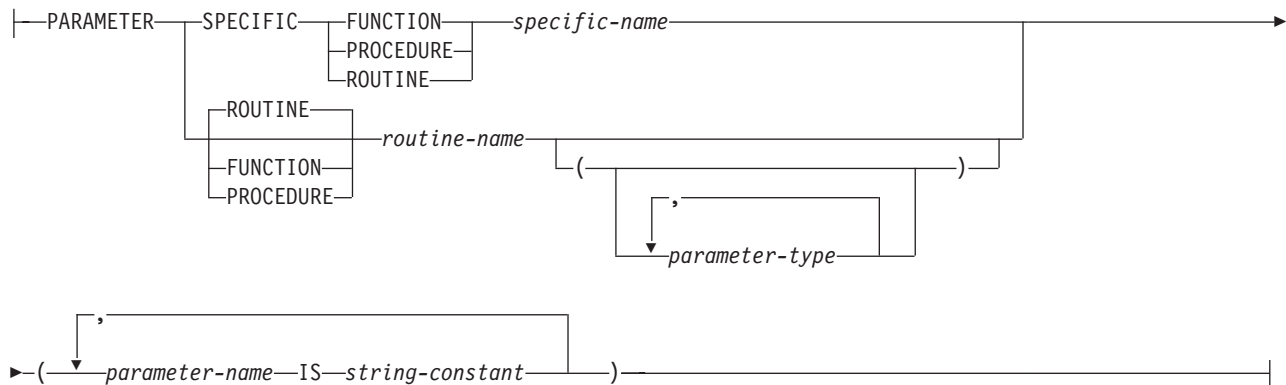 PARAMETER SPECIFIC FUNCTION specific-name
PROCEDURE
ROUTINE
ROUTINE
routine-name
FUNCTION ( )
PROCEDURE
,
parameter-type
,
( parameter-name IS string-constant )